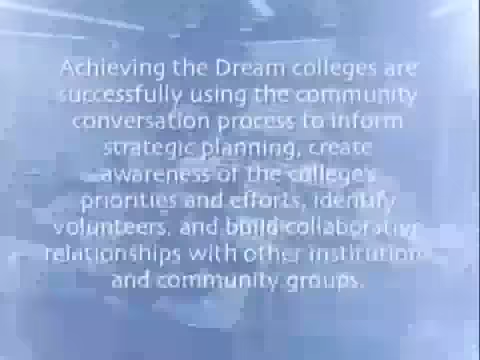 Achieving the Dream colleges are
successfully using the community
conversation process to inform
strategic planning, create
awareness of the college's
priorities and efforts, identify
volunteers, and build collaborative
relationships with other institutions
and community groups.